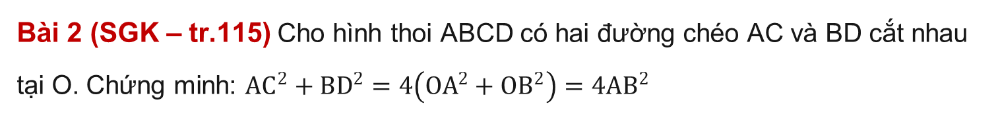 Bài 2 (SGK – tr.115) Cho hình thoi ABCD có hai đường chéo AC và BD cắt nhau
tại O. Chứng minh: AC² + BD² = 4(OA² + OB²) = 4AB²